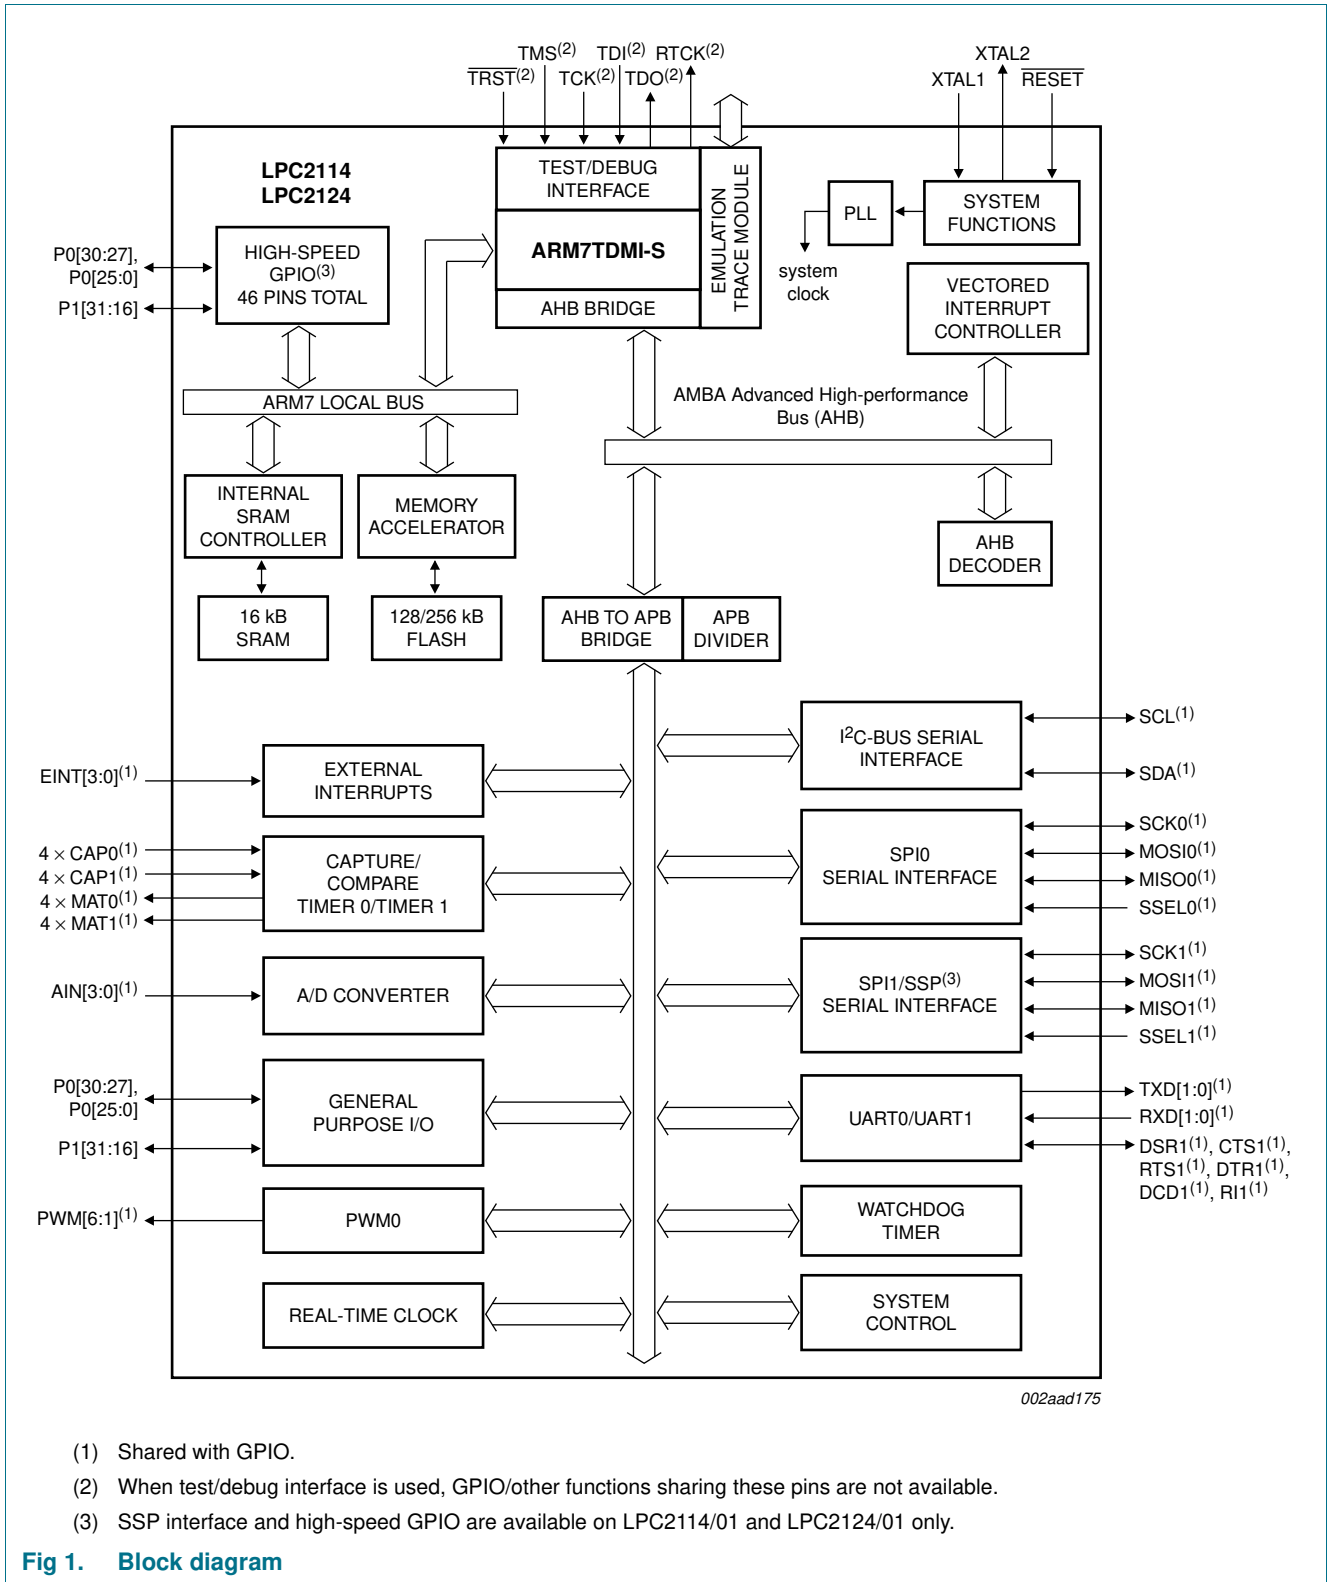 TMS(2) TDI(2) RTCK(2)
TRST(2) TCK(2) TDO(2)
XTAL2
XTAL1 RESET
LPC2114
LPC2124
TEST/DEBUG
INTERFACE
ARM7TDMI-S
AHB BRIDGE
EMULATION
TRACE MODULE
PLL
SYSTEM
FUNCTIONS
system
clock
P0[30:27],
P0[25:0]
P1[31:16]
HIGH-SPEED
GPIO(3)
46 PINS TOTAL
VECTORED
INTERRUPT
CONTROLLER
ARM7 LOCAL BUS
AMBA Advanced High-performance
Bus (AHB)
INTERNAL
SRAM
CONTROLLER
MEMORY
ACCELERATOR
AHB
DECODER
16 kB
SRAM
128/256 kB
FLASH
AHB TO APB
BRIDGE
APB
DIVIDER
EINT[3:0](1)
EXTERNAL
INTERRUPTS
I2C-BUS SERIAL
INTERFACE
SCL(1)
SDA(1)
4 × CAP0(1)
4 × CAP1(1)
4 × MAT0(1)
4 × MAT1(1)
CAPTURE/
COMPARE
TIMER 0/TIMER 1
SPI0
SERIAL INTERFACE
SCK0(1)
MOSI0(1)
MISO0(1)
SSEL0(1)
AIN[3:0](1)
A/D CONVERTER
SPI1/SSP(3)
SERIAL INTERFACE
SCK1(1)
MOSI1(1)
MISO1(1)
SSEL1(1)
P0[30:27],
P0[25:0]
P1[31:16]
GENERAL
PURPOSE I/O
UART0/UART1
TXD[1:0](1)
RXD[1:0](1)
DSR1(1), CTS1(1),
RTS1(1), DTR1(1),
DCD1(1), RI1(1)
PWM[6:1](1)
PWM0
WATCHDOG
TIMER
REAL-TIME CLOCK
SYSTEM
CONTROL
002aad175
(1) Shared with GPIO.
(2) When test/debug interface is used, GPIO/other functions sharing these pins are not available.
(3) SSP interface and high-speed GPIO are available on LPC2114/01 and LPC2124/01 only.
Fig 1. Block diagram